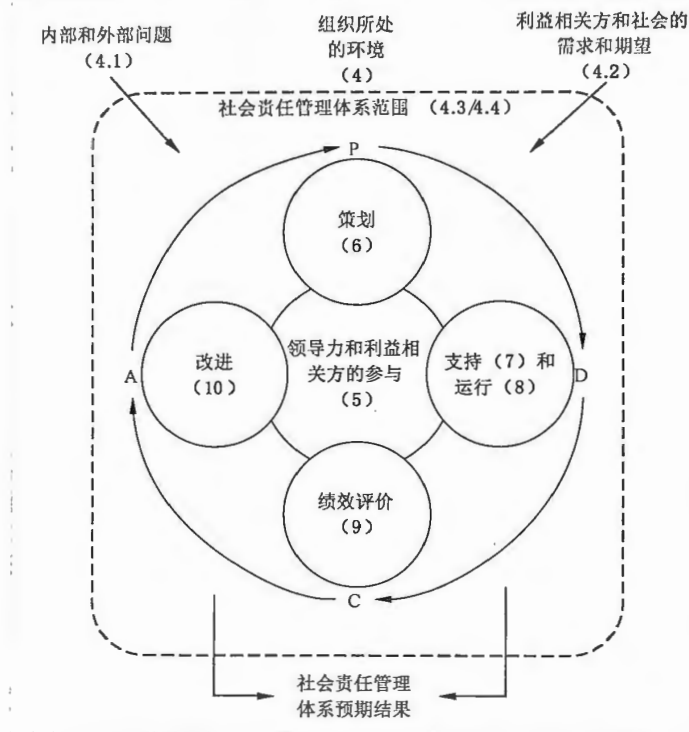 内部和外部问题
（4.1）
组织所处
的环境
（4）
利益相关方和社会的
需求和期望
（4.2）
社会责任管理体系范围 （4.3/4.4）
P
策划
（6）
A
改进
（10）
领导力和利益相
关方的参与
（5）
支持（7）和
运行（8）
D
绩效评价
（9）
C
社会责任管理
体系预期结果